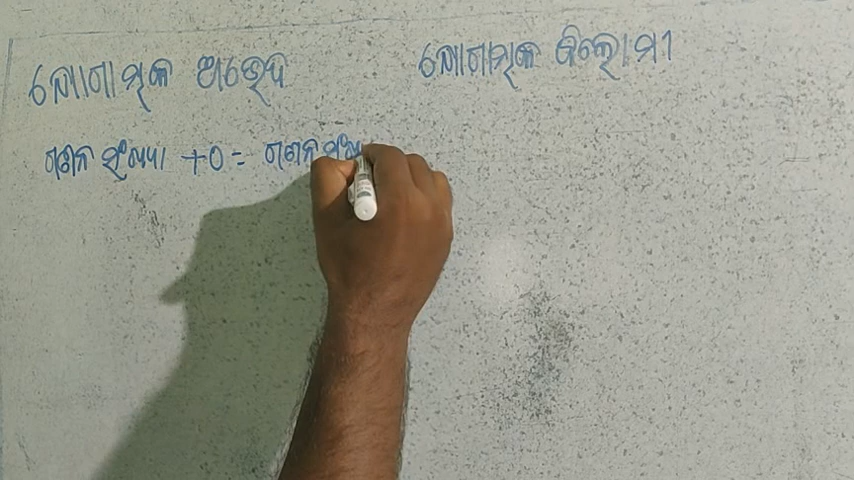 ଯୋଗାତ୍ମକ ଅଭେଦି
ଯୋଗାତ୍ମକ ବିଲୋମୀ
ଗଣନ ସଂଖ୍ୟା +0= ଗଣନ ସଂଖ୍ୟା